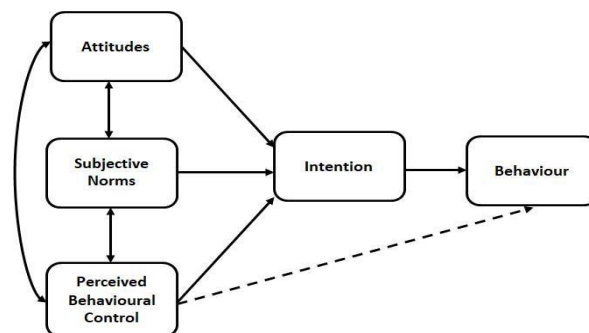 Attitudes
Subjective
Norms
Perceived
Behavioural
Control
Intention
Behaviour